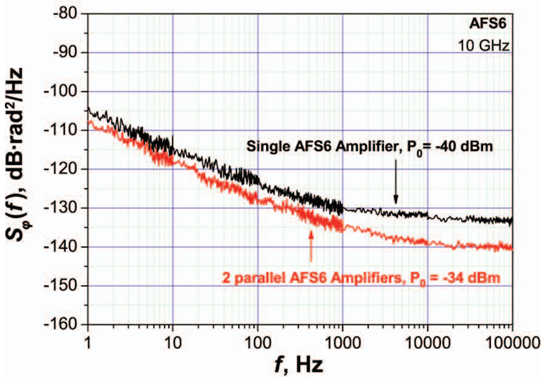 -80
AFS6
-90
10 GHz
-100
-110
Single AFS6 Amplifier, P0= -40 dBm
-120
-130
-140
2 parallel AFS6 Amplifiers, P0 = -34 dBm
-150
-160
1 10 100 1000 10000 100000
f, Hz
Sφ(f), dB·rad²/Hz